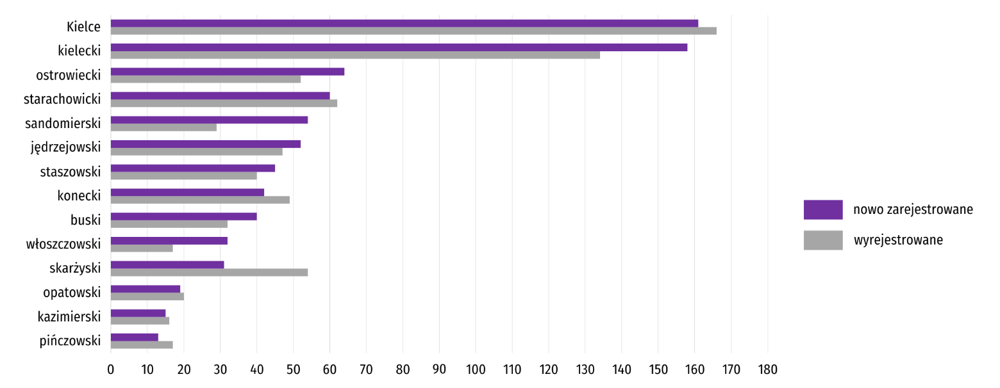 Kielce
kielecki
ostrowiecki
starachowicki
sandomierski
jędrzejowski
staszowski
konecki
buski
włoszczowski
skarżyski
opatowski
kazimierski
pińczowski
0 10 20 30 40 50 60 70 80 90 100 110 120 130 140 150 160 170 180
nowo zarejestrowane
wyrejestrowane